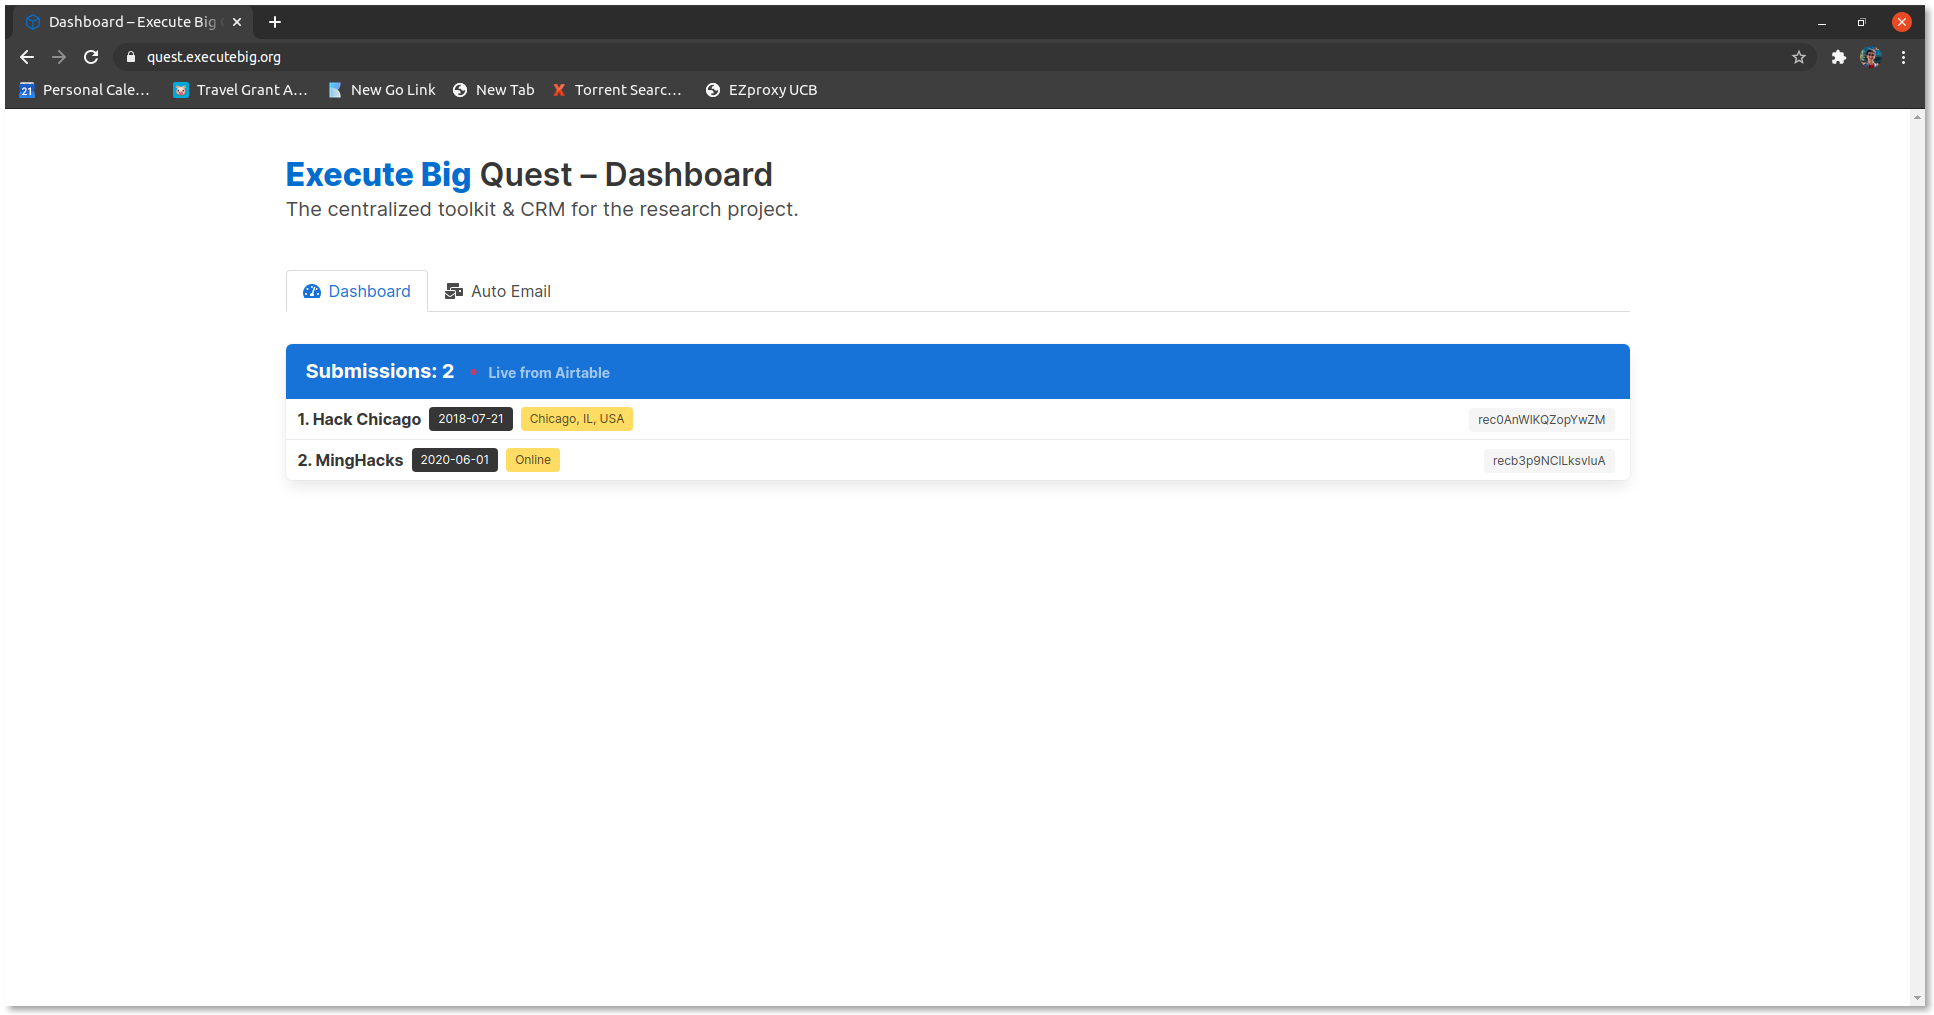 Dashboard – Execute Big
quest.executebig.org
21 Personal Cale... Travel Grant A... New Go Link New Tab X Torrent Searc... EZproxy UCB
Execute Big Quest – Dashboard
The centralized toolkit & CRM for the research project.
Dashboard Auto Email
Submissions: 2 • Live from Airtable
1. Hack Chicago 2018-07-21 Chicago, IL, USA rec0AnWlKQZopYwZM
2. MingHacks 2020-06-01 Online recb3p9NClLksvluA